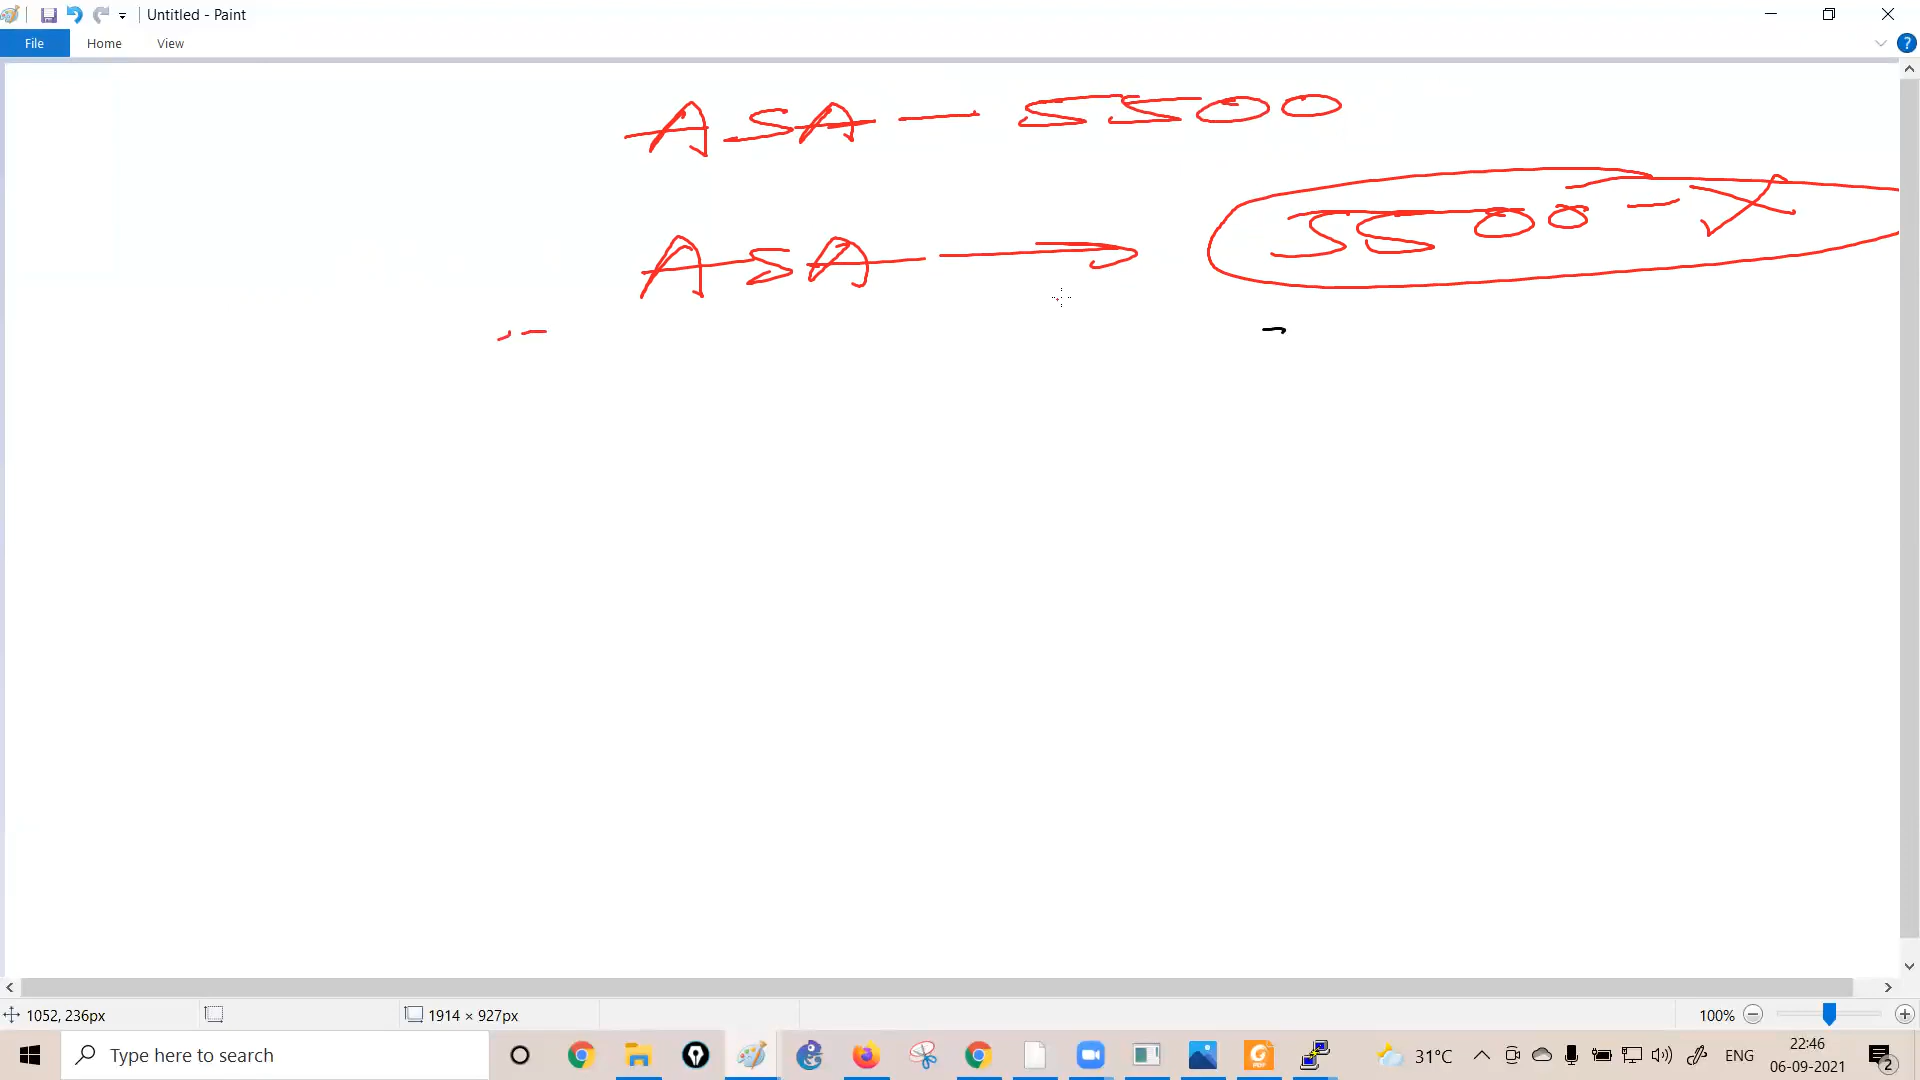 Untitled - Paint
File Home View
ASA - 5500
ASA → 5500 - X
1052, 236px
1914 × 927px
100%
Type here to search
31°C
ENG
22:46
06-09-2021
2